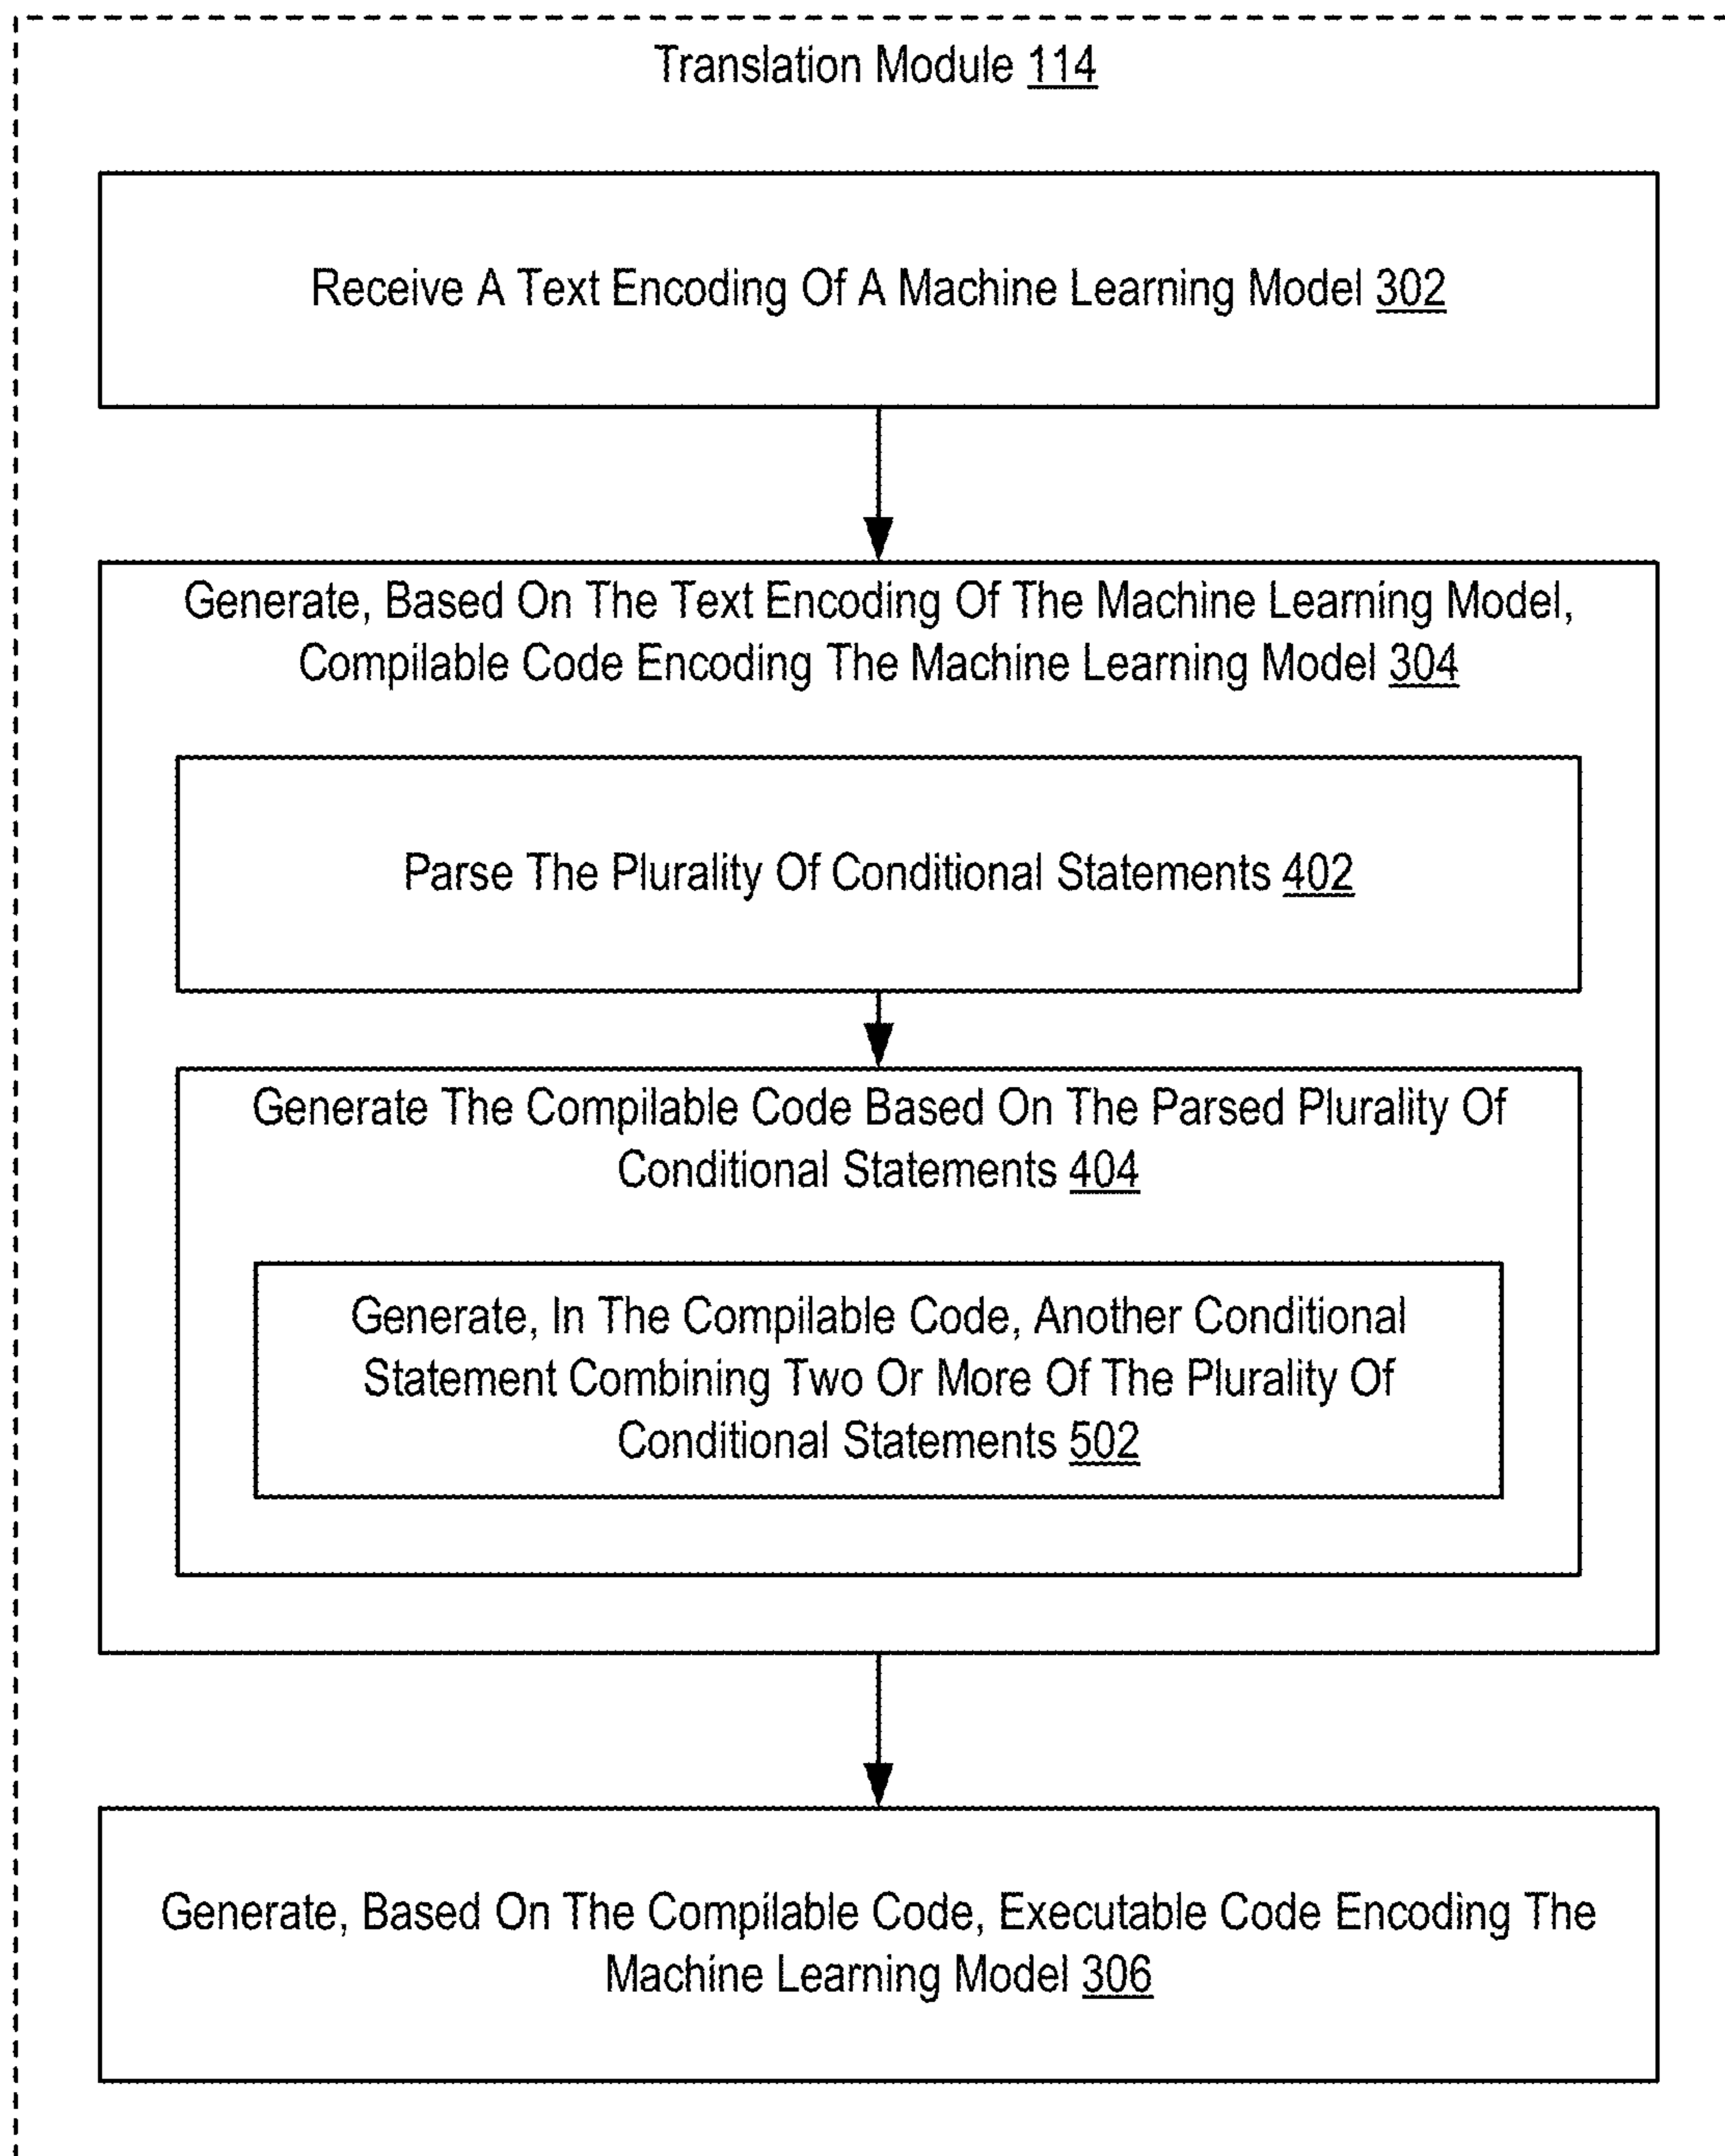 Translation Module 114
Receive A Text Encoding Of A Machine Learning Model 302
Generate, Based On The Text Encoding Of The Machine Learning Model,
Compilable Code Encoding The Machine Learning Model 304
Parse The Plurality Of Conditional Statements 402
Generate The Compilable Code Based On The Parsed Plurality Of
Conditional Statements 404
Generate, In The Compilable Code, Another Conditional
Statement Combining Two Or More Of The Plurality Of
Conditional Statements 502
Generate, Based On The Compilable Code, Executable Code Encoding The
Machine Learning Model 306